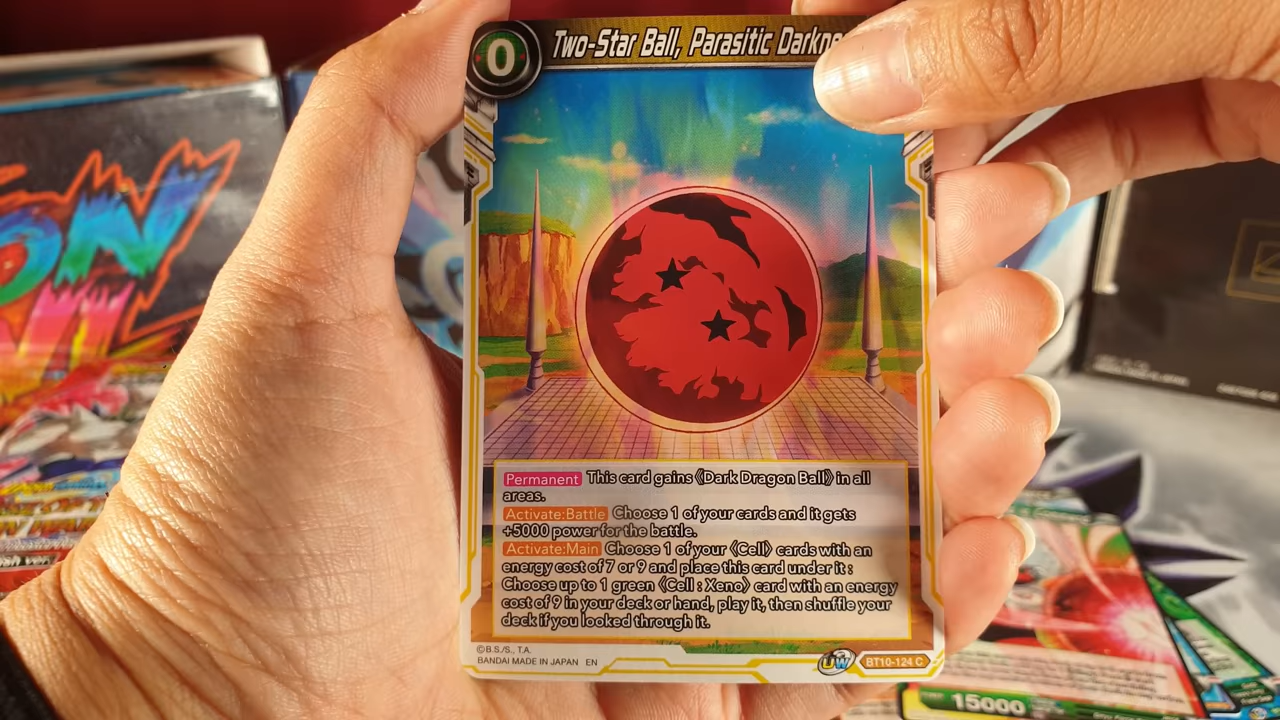 0
Two-Star Ball, Parasitic
Permanent This card gains 《Dark Dragon Ball》 in all
areas.
Activate:Battle Choose 1 of your cards and it gets
+5000 power for the battle.
Activate:Main Choose 1 of your 《Cell》 cards with an
energy cost of 7 or 9 and place this card under it :
Choose up to 1 green 《Cell : Xeno》 card with an energy
cost of 9 in your deck or hand, play it, then shuffle your
deck if you looked through it.
©B.S./S., T.A.
BANDAI MADE IN JAPAN EN
UW
BT10-124 C
15000